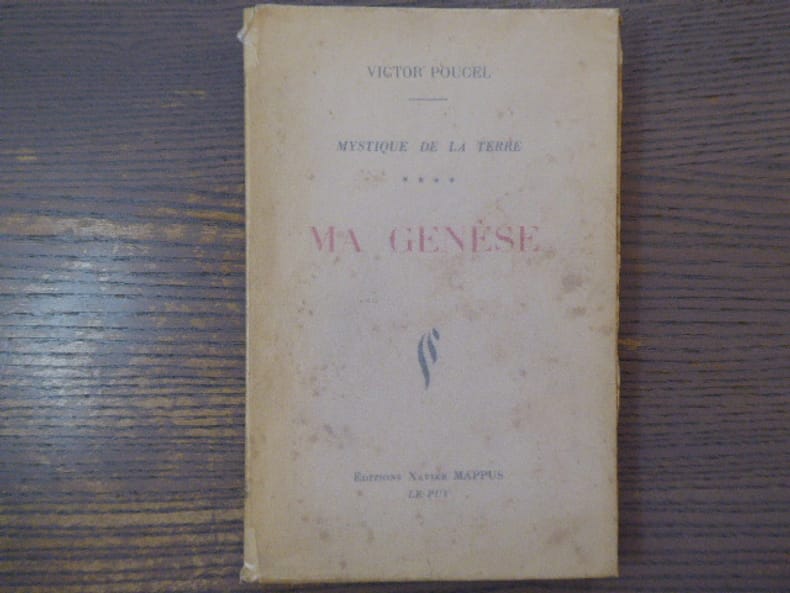 VICTOR POUCEL
MYSTIQUE DE LA TERRE
* * * *
MA GENÈSE
EDITIONS XAVIER MAPPUS
LE PUY